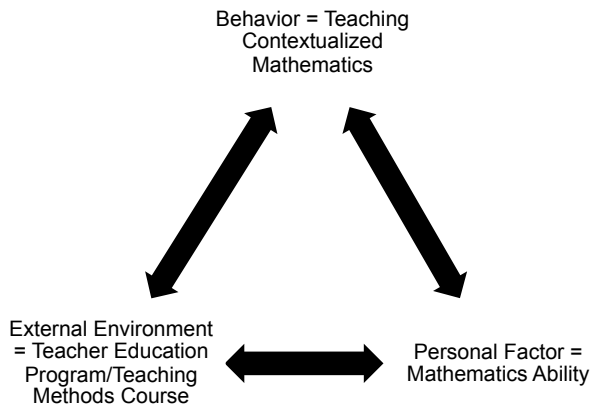 Behavior = Teaching
Contextualized
Mathematics
External Environment
= Teacher Education
Program/Teaching
Methods Course
Personal Factor =
Mathematics Ability